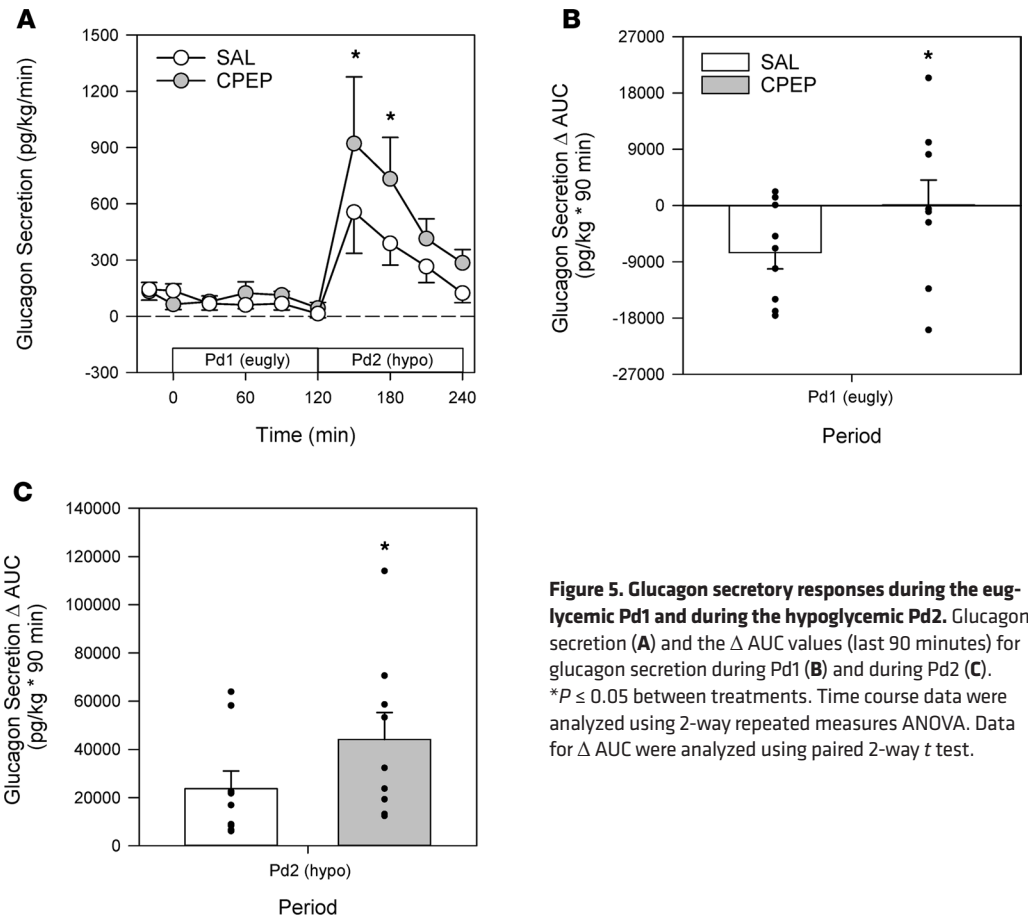 A
1500
1200
900
600
300
0
-300
Glucagon Secretion (pg/kg/min)
SAL
CPEP
*
*
Pd1 (eugly)
Pd2 (hypo)
0
60
120
180
240
Time (min)
B
27000
18000
9000
0
-9000
-18000
-27000
Glucagon Secretion Δ AUC
(pg/kg * 90 min)
SAL
CPEP
*
Pd1 (eugly)
Period
C
140000
120000
100000
80000
60000
40000
20000
0
Glucagon Secretion Δ AUC
(pg/kg * 90 min)
*
Pd2 (hypo)
Period
Figure 5. Glucagon secretory responses during the eug-
lycemic Pd1 and during the hypoglycemic Pd2. Glucagon
secretion (A) and the Δ AUC values (last 90 minutes) for
glucagon secretion during Pd1 (B) and during Pd2 (C).
*P ≤ 0.05 between treatments. Time course data were
analyzed using 2-way repeated measures ANOVA. Data
for Δ AUC were analyzed using paired 2-way t test.